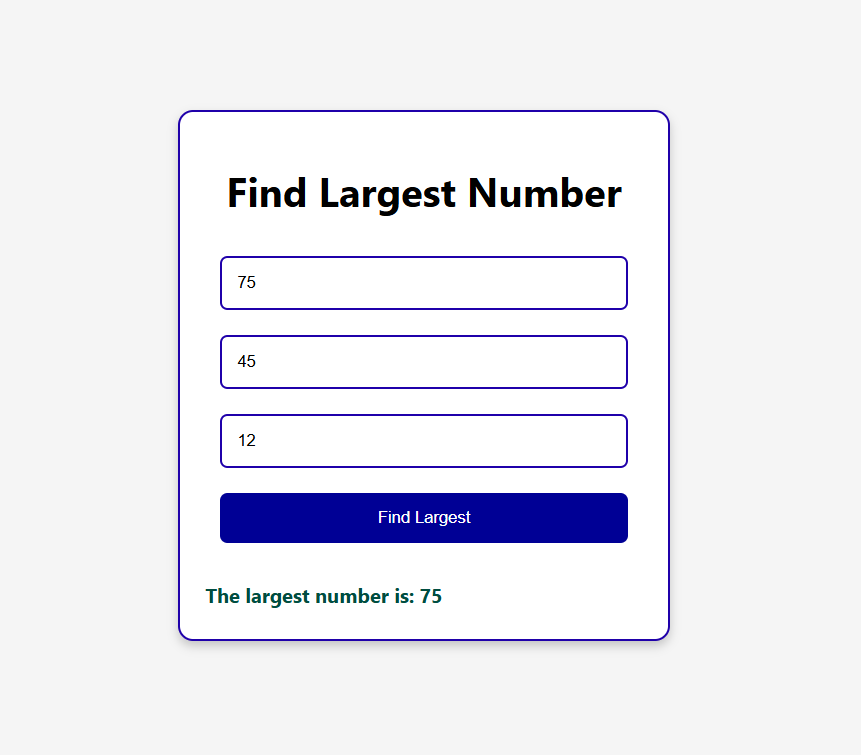 Find Largest Number
75
45
12
Find Largest
The largest number is: 75